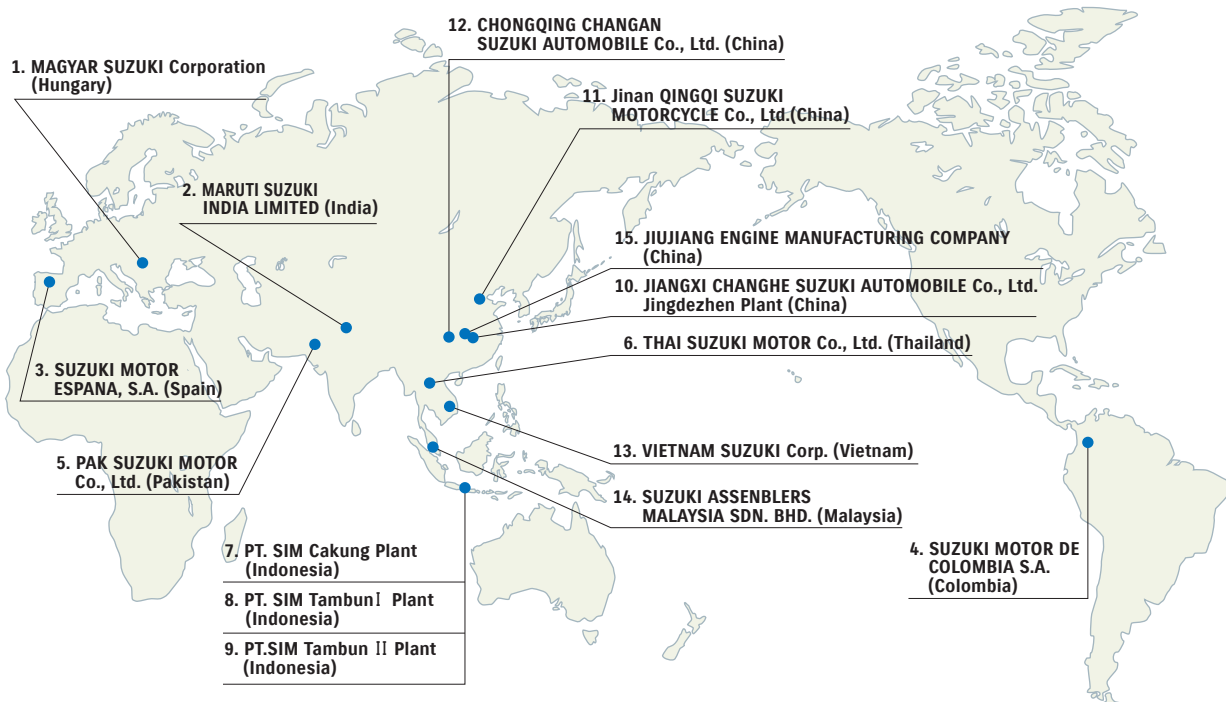 12. CHONGQING CHANGAN
SUZUKI AUTOMOBILE Co., Ltd. (China)
1. MAGYAR SUZUKI Corporation
(Hungary)
11. Jinan QINGQI SUZUKI
MOTORCYCLE Co., Ltd.(China)
2. MARUTI SUZUKI
INDIA LIMITED (India)
15. JIUJIANG ENGINE MANUFACTURING COMPANY
(China)
10. JIANGXI CHANGHE SUZUKI AUTOMOBILE Co., Ltd.
Jingdezhen Plant (China)
6. THAI SUZUKI MOTOR Co., Ltd. (Thailand)
3. SUZUKI MOTOR
ESPANA, S.A. (Spain)
13. VIETNAM SUZUKI Corp. (Vietnam)
5. PAK SUZUKI MOTOR
Co., Ltd. (Pakistan)
14. SUZUKI ASSENBLERS
MALAYSIA SDN. BHD. (Malaysia)
7. PT. SIM Cakung Plant
(Indonesia)
4. SUZUKI MOTOR DE
COLOMBIA S.A.
(Colombia)
8. PT. SIM TambunⅠ Plant
(Indonesia)
9. PT.SIM Tambun Ⅱ Plant
(Indonesia)